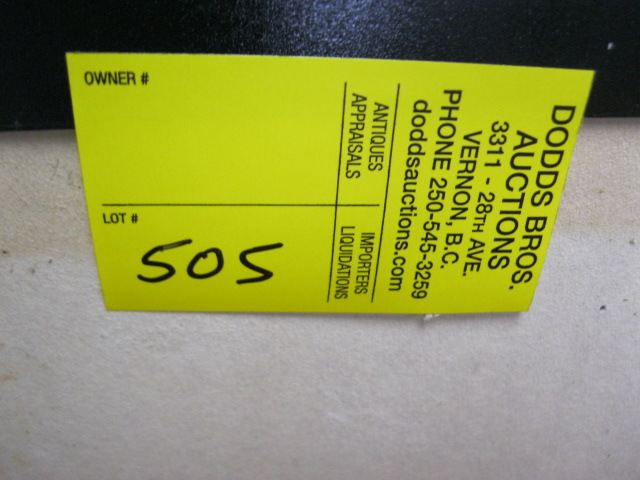 DODDS BROS.
AUCTIONS
3311 - 28TH AVE.
VERNON, B.C.
PHONE 250-545-3259
doddsauctions.com
ANTIQUES
APPRAISALS
IMPORTERS
LIQUIDATIONS
OWNER #
LOT #
505